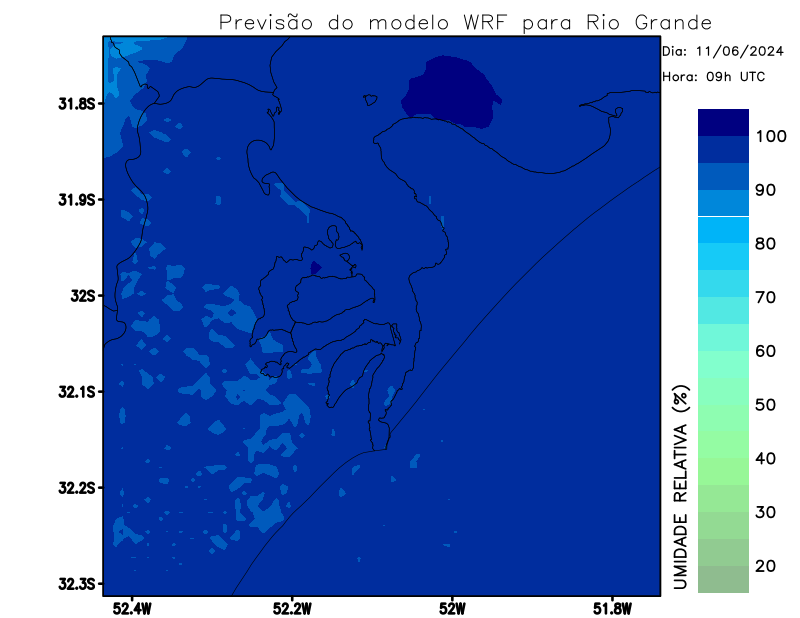 Previsão do modelo WRF para Rio Grande
Dia: 11/06/2024
Hora: 09h UTC
31.8S
31.9S
32S
32.1S
32.2S
32.3S
52.4W
52.2W
52W
51.8W
100
90
80
70
60
50
40
30
20
UMIDADE RELATIVA (%)